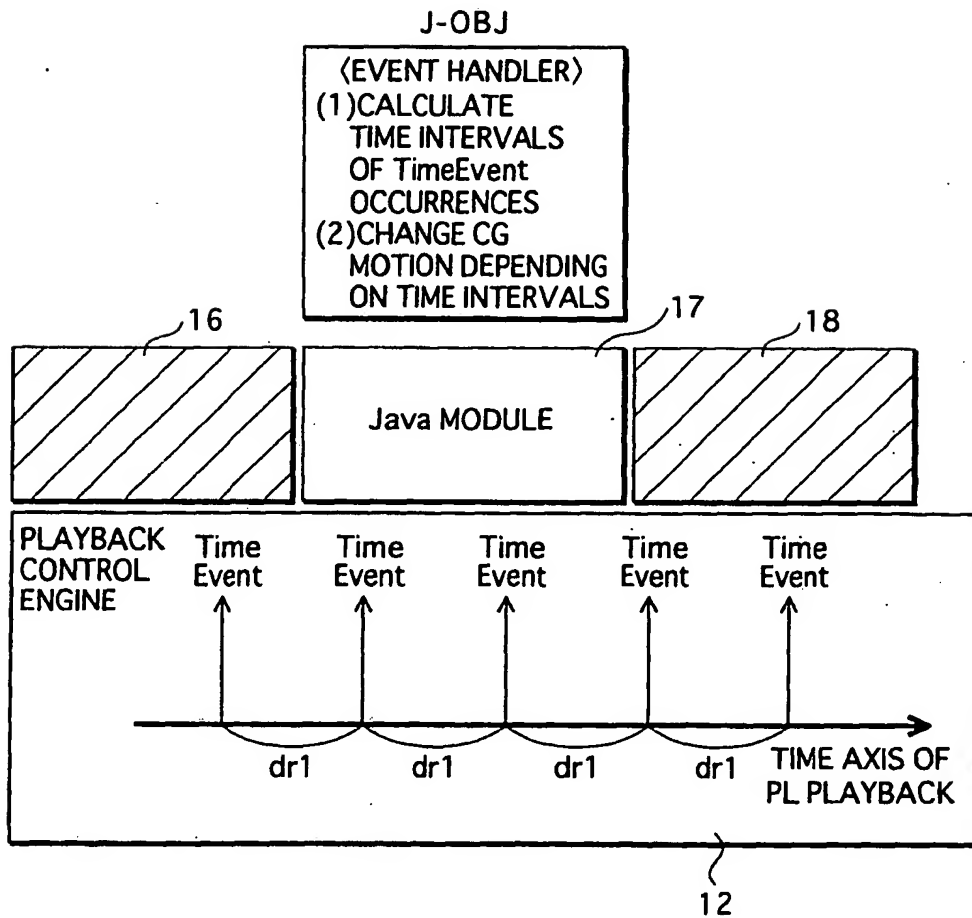 J-OBJ
〈EVENT HANDLER〉
(1)CALCULATE
TIME INTERVALS
OF TimeEvent
OCCURRENCES
(2)CHANGE CG
MOTION DEPENDING
ON TIME INTERVALS
16
17
18
Java MODULE
PLAYBACK
CONTROL
ENGINE
Time
Event
Time
Event
Time
Event
Time
Event
Time
Event
dr1
dr1
dr1
dr1
TIME AXIS OF
PL PLAYBACK
12